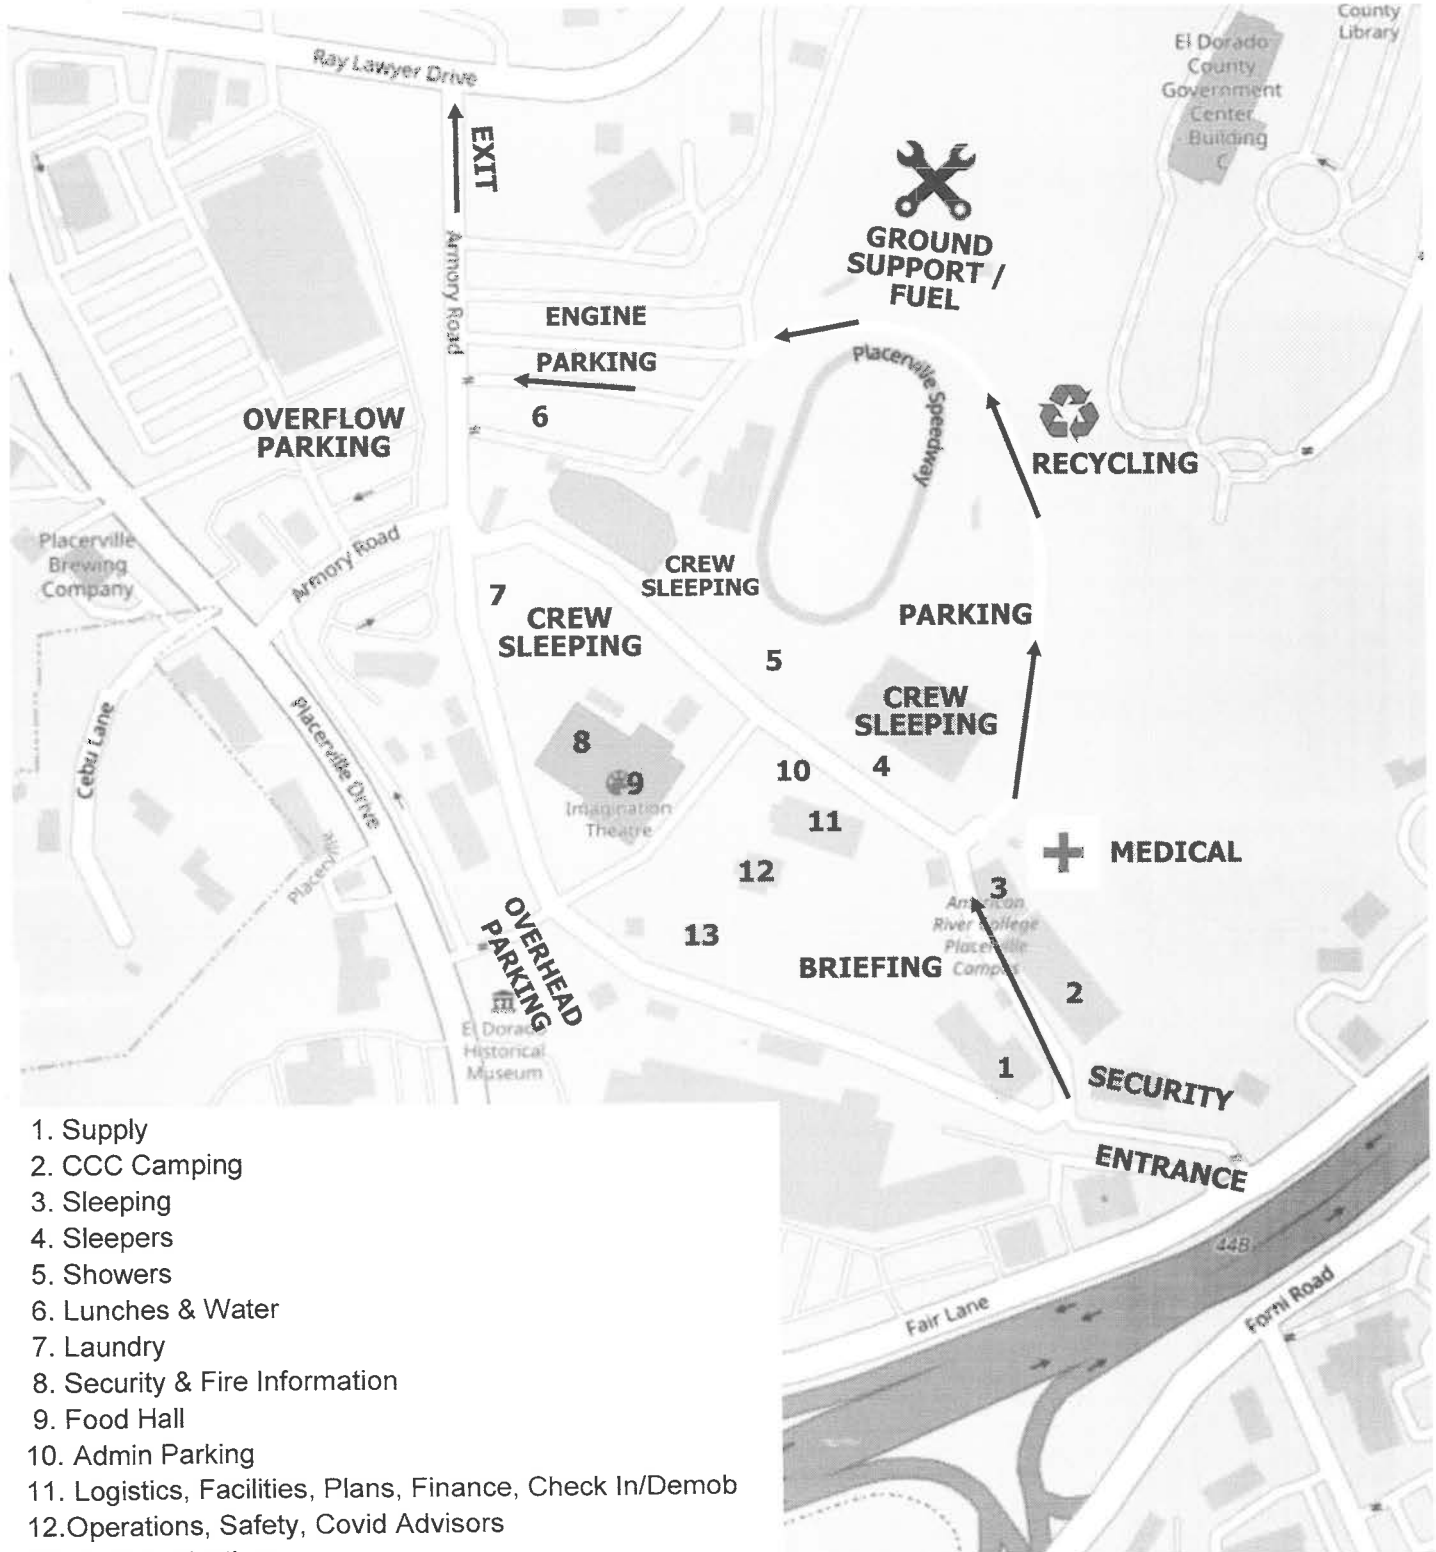 County
Library
El Dorado
County
Government
Center
- Building
C
Ray Lawyer Drive
EXIT
GROUND
SUPPORT /
FUEL
Armory Road
ENGINE
PARKING
6
Placerville Speedway
OVERFLOW
PARKING
RECYCLING
Placerville
Brewing
Company
Armory Road
CREW
SLEEPING
7
CREW
SLEEPING
PARKING
5
CREW
SLEEPING
Cebu Lane
Placerville Drive
8
10
4
9
Imagination
Theatre
11
MEDICAL
12
3
American
River College
Placerville
Campus
OVERHEAD
PARKING
13
BRIEFING
2
El Dorado
Historical
Museum
1
SECURITY
ENTRANCE
44B
Fair Lane
Forni Road
1. Supply
2. CCC Camping
3. Sleeping
4. Sleepers
5. Showers
6. Lunches & Water
7. Laundry
8. Security & Fire Information
9. Food Hall
10. Admin Parking
11. Logistics, Facilities, Plans, Finance, Check In/Demob
12.Operations, Safety, Covid Advisors